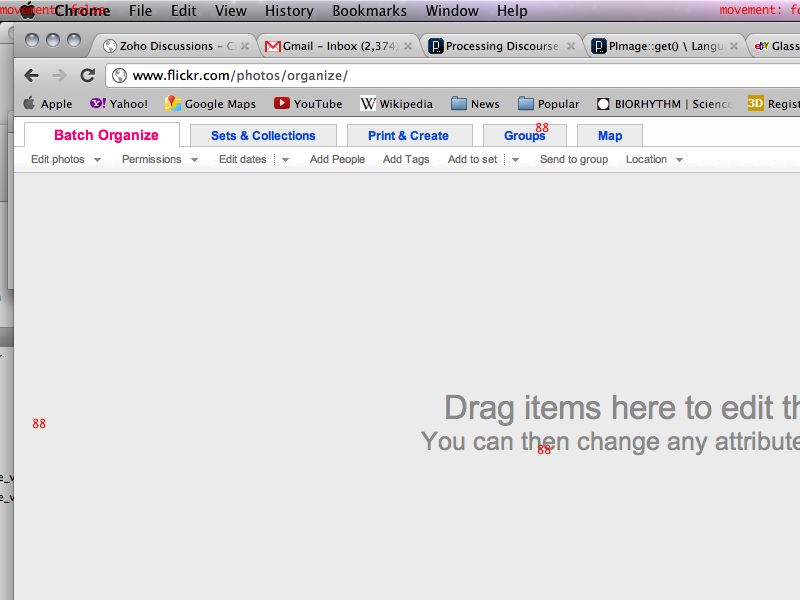 movement: false
movement: fo
Chrome File Edit View History Bookmarks Window Help
Zoho Discussions - C
Gmail - Inbox (2,374)
Processing Discourse
PImage::get() \ Langu
Glass
www.flickr.com/photos/organize/
Apple Yahoo! Google Maps YouTube Wikipedia News Popular BIORHYTHM | Science 3D Regist
Batch Organize Sets & Collections Print & Create Groups Map
88
Edit photos Permissions Edit dates Add People Add Tags Add to set Send to group Location
Drag items here to edit th
88
You can then change any attribute
88
e_v
e_v